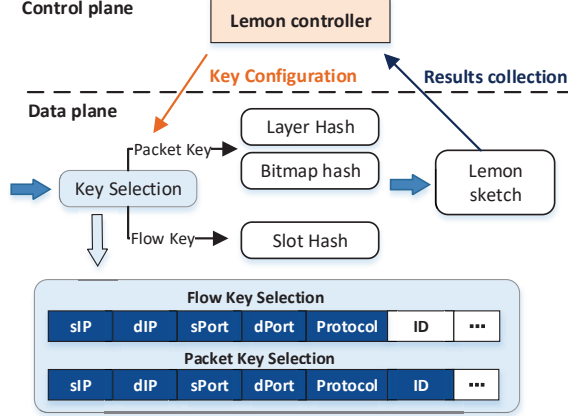 Control plane
Lemon controller
Key Configuration
Results collection
Data plane
Packet Key
Layer Hash
Bitmap hash
Key Selection
Lemon
sketch
Flow Key
Slot Hash
Flow Key Selection
sIP dIP sPort dPort Protocol ID ...
Packet Key Selection
sIP dIP sPort dPort Protocol ID ...